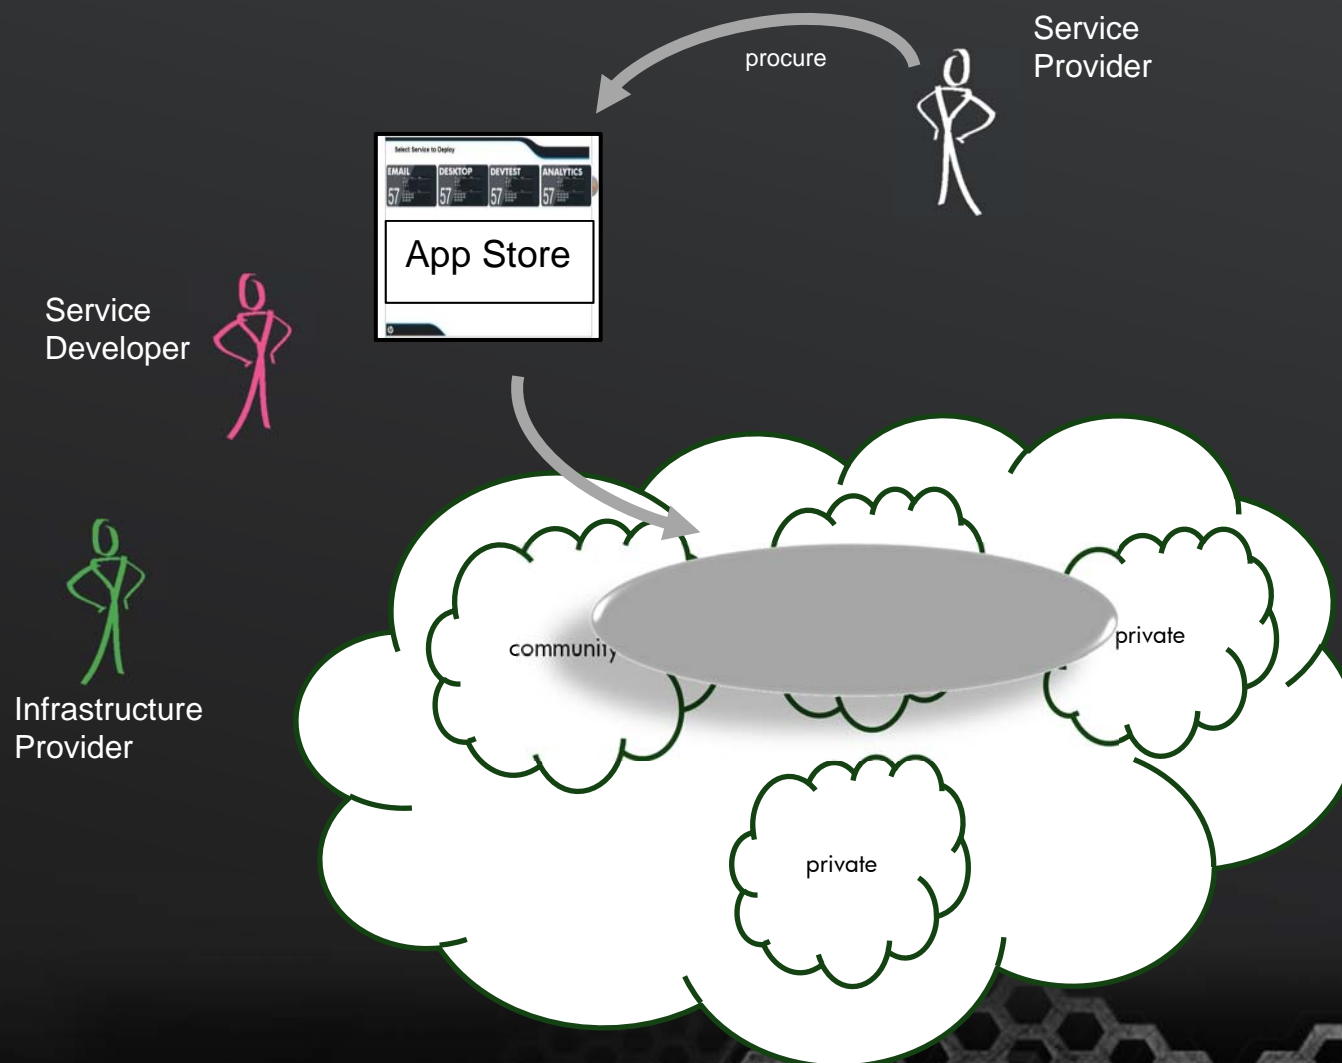 Service
Provider
procure
Select Service to Deploy
EMAIL
DESKTOP
DEVTEST
ANALYTICS
57
57
57
57
App Store
Service
Developer
Infrastructure
Provider
community
private
private